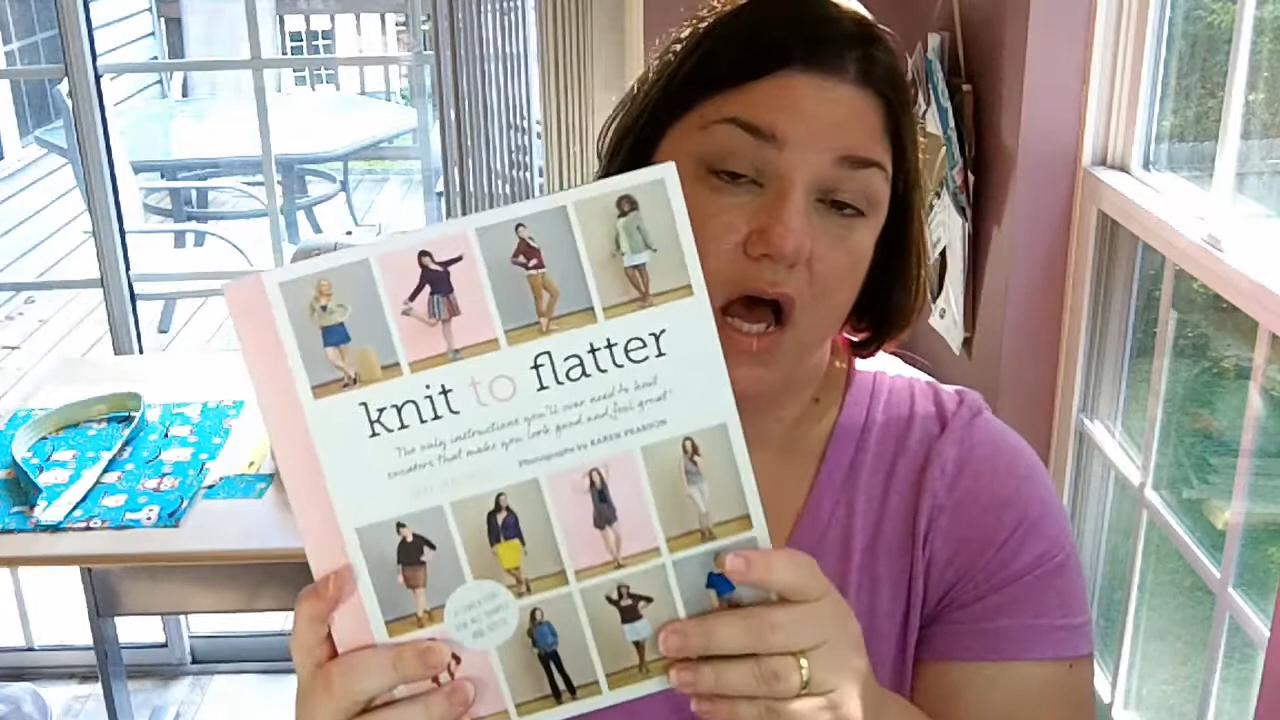 knit to flatter
The only instructions you'll ever need to knit
sweaters that make you look good and feel great!
Photographs by KAREN PEARSON